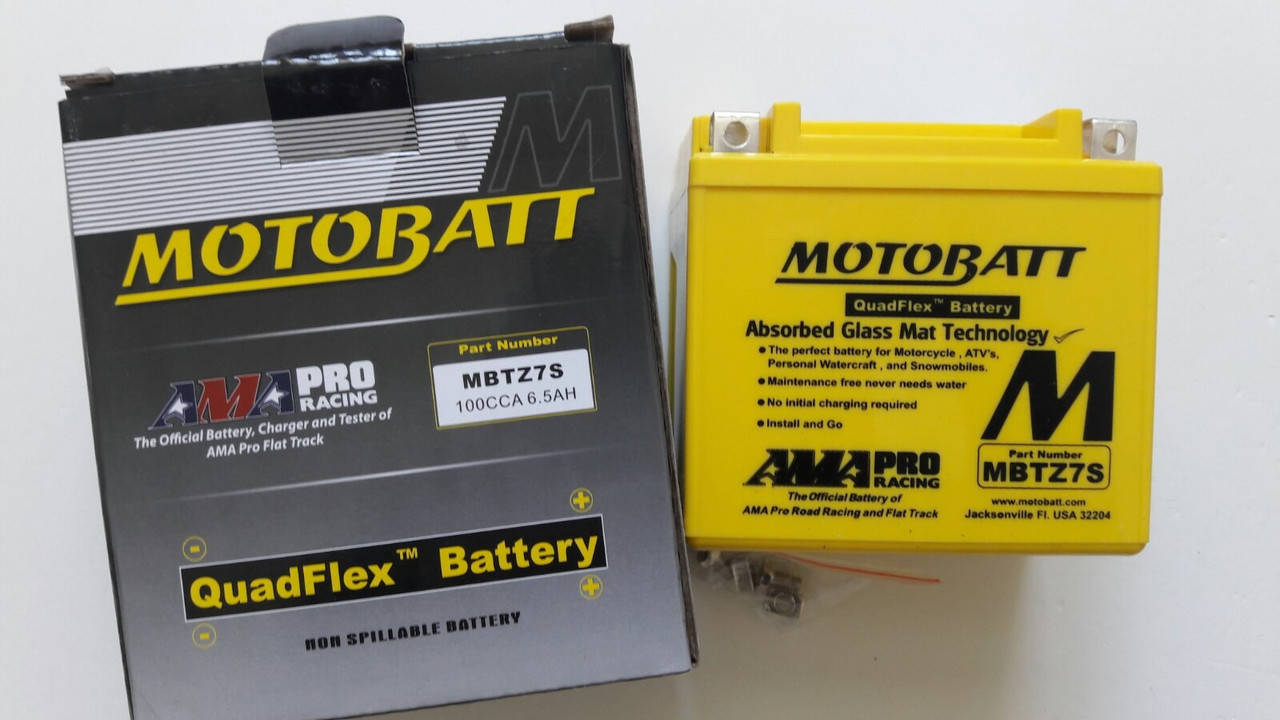 M
MOTOBATT
Part Number
MBTZ7S
100CCA 6.5AH
AMA PRO
RACING
The Official Battery, Charger and Tester of
AMA Pro Flat Track
QuadFlex™ Battery
NON SPILLABLE BATTERY
MOTOBATT
QuadFlex™ Battery
Absorbed Glass Mat Technology
The perfect battery for Motorcycle , ATV's,
Personal Watercraft , and Snowmobiles.
Maintenance free never needs water
No initial charging required
Install and Go
M
AMA PRO
RACING
The Official Battery of
AMA Pro Road Racing and Flat Track
Part Number
MBTZ7S
www.motobatt.com
Jacksonville Fl. USA 32204